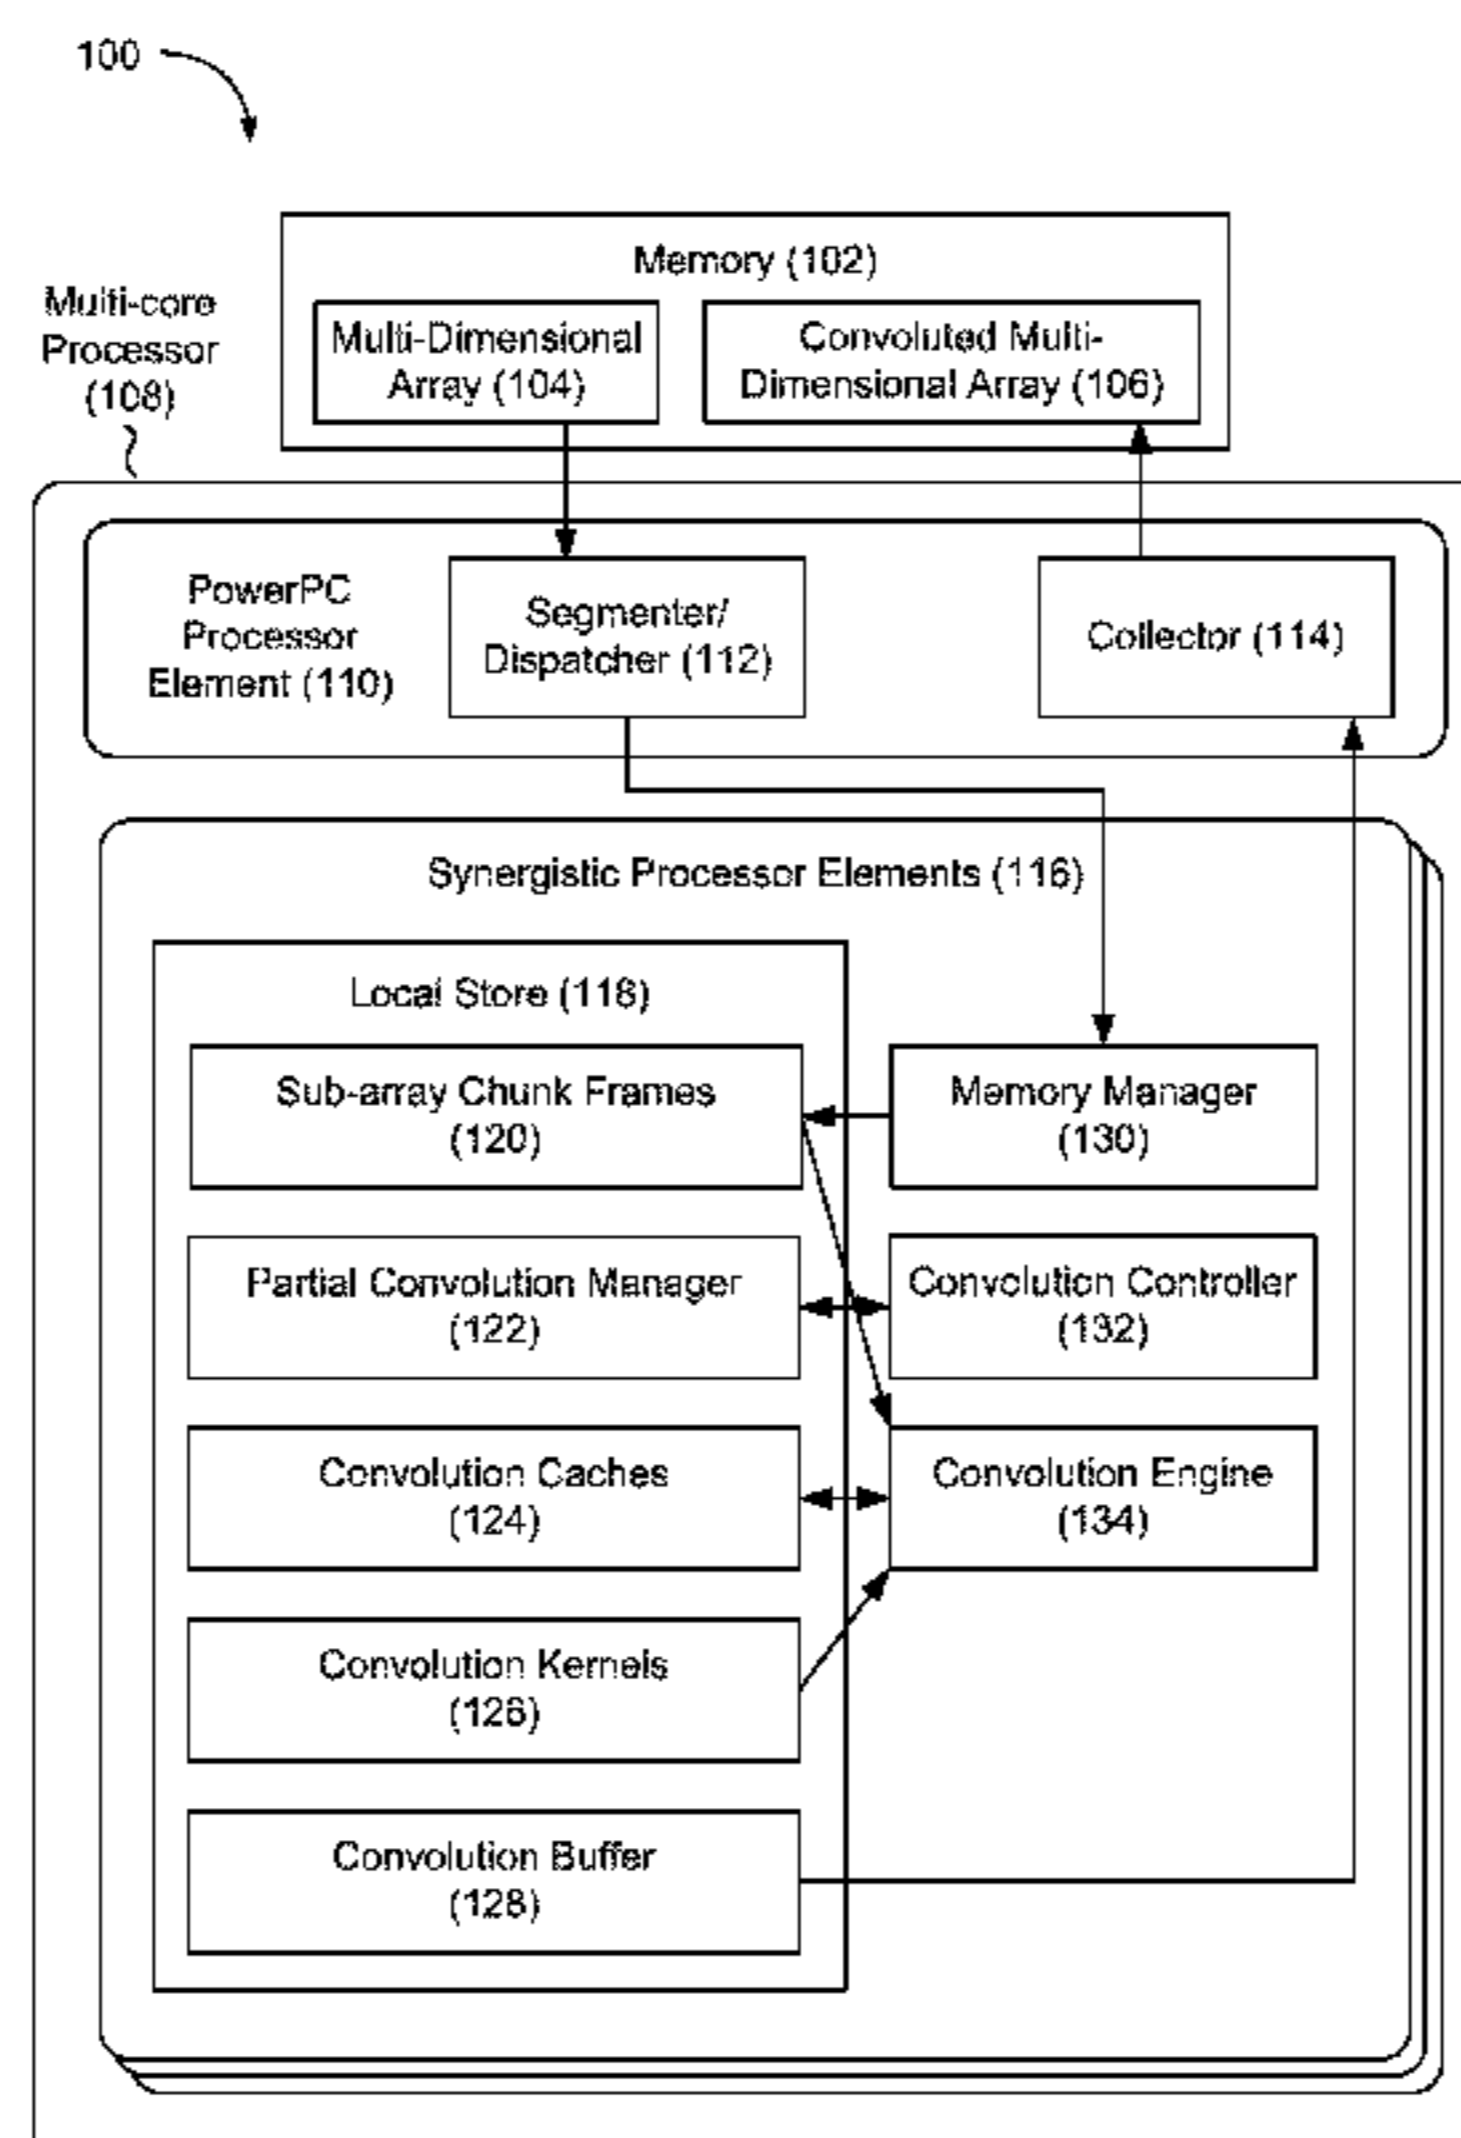 100
Memory (102)
Multi-core
Processor
(108)
Multi-Dimensional
Array (104)
Convoluted Multi-
Dimensional Array (106)
PowerPC
Processor
Element (110)
Segmenter/
Dispatcher (112)
Collector (114)
Synergistic Processor Elements (116)
Local Store (118)
Sub-array Chunk Frames
(120)
Memory Manager
(130)
Partial Convolution Manager
(122)
Convolution Controller
(132)
Convolution Caches
(124)
Convolution Engine
(134)
Convolution Kernels
(126)
Convolution Buffer
(128)